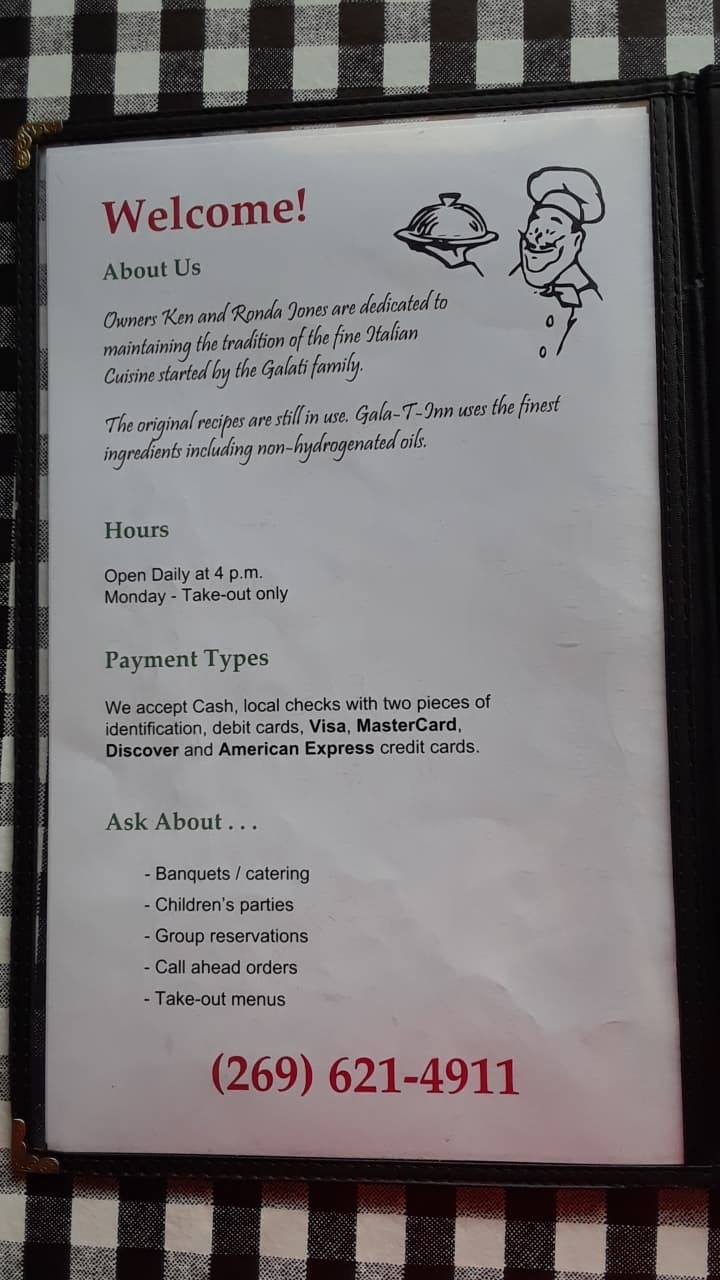 Welcome!
About Us
Owners Ken and Ronda Jones are dedicated to
maintaining the tradition of the fine Italian
Cuisine started by the Galati family.
The original recipes are still in use. Gala-T-Inn uses the finest
ingredients including non-hydrogenated oils.
Hours
Open Daily at 4 p.m.
Monday - Take-out only
Payment Types
We accept Cash, local checks with two pieces of
identification, debit cards, Visa, MasterCard,
Discover and American Express credit cards.
Ask About . . .
- Banquets / catering
- Children's parties
- Group reservations
- Call ahead orders
- Take-out menus
(269) 621-4911